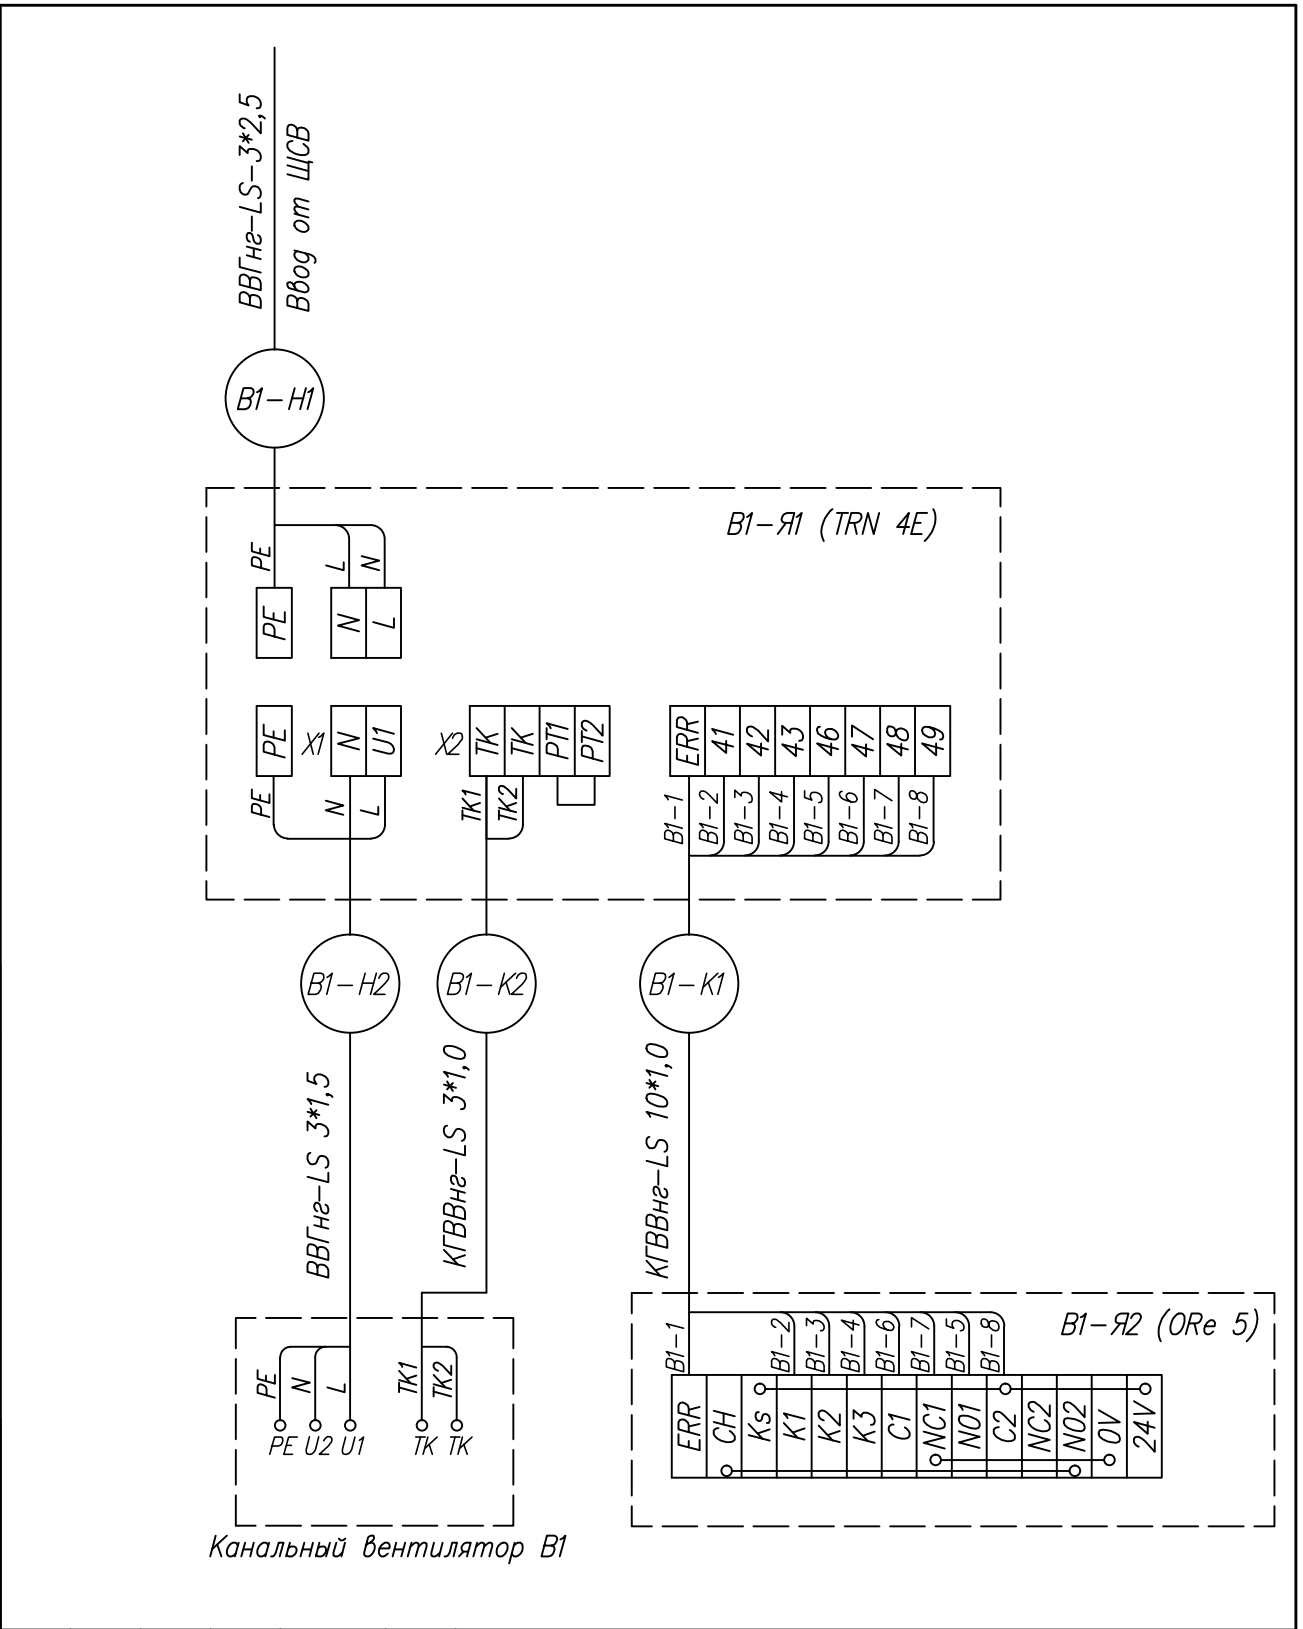 ВВГнг-LS-3*2,5
Ввод от ЩСВ
В1-Н1
В1-Я1 (TRN 4E)
PE
L
N
PE
N
L
PE
X1
N
U1
X2
TK
TK
PT1
PT2
ERR
41
42
43
46
47
48
49
PE
N
L
TK1
TK2
В1-1
В1-2
В1-3
В1-4
В1-5
В1-6
В1-7
В1-8
В1-Н2
В1-К2
В1-К1
ВВГнг-LS 3*1,5
КГВВнг-LS 3*1,0
КГВВнг-LS 10*1,0
В1-Я2 (ORe 5)
В1-1
В1-2
В1-3
В1-4
В1-6
В1-7
В1-5
В1-8
PE
N
L
TK1
TK2
PE U2 U1
TK TK
ERR
CH
Ks
K1
K2
K3
C1
NC1
NO1
C2
NC2
NO2
0V
24V
Канальный вентилятор В1